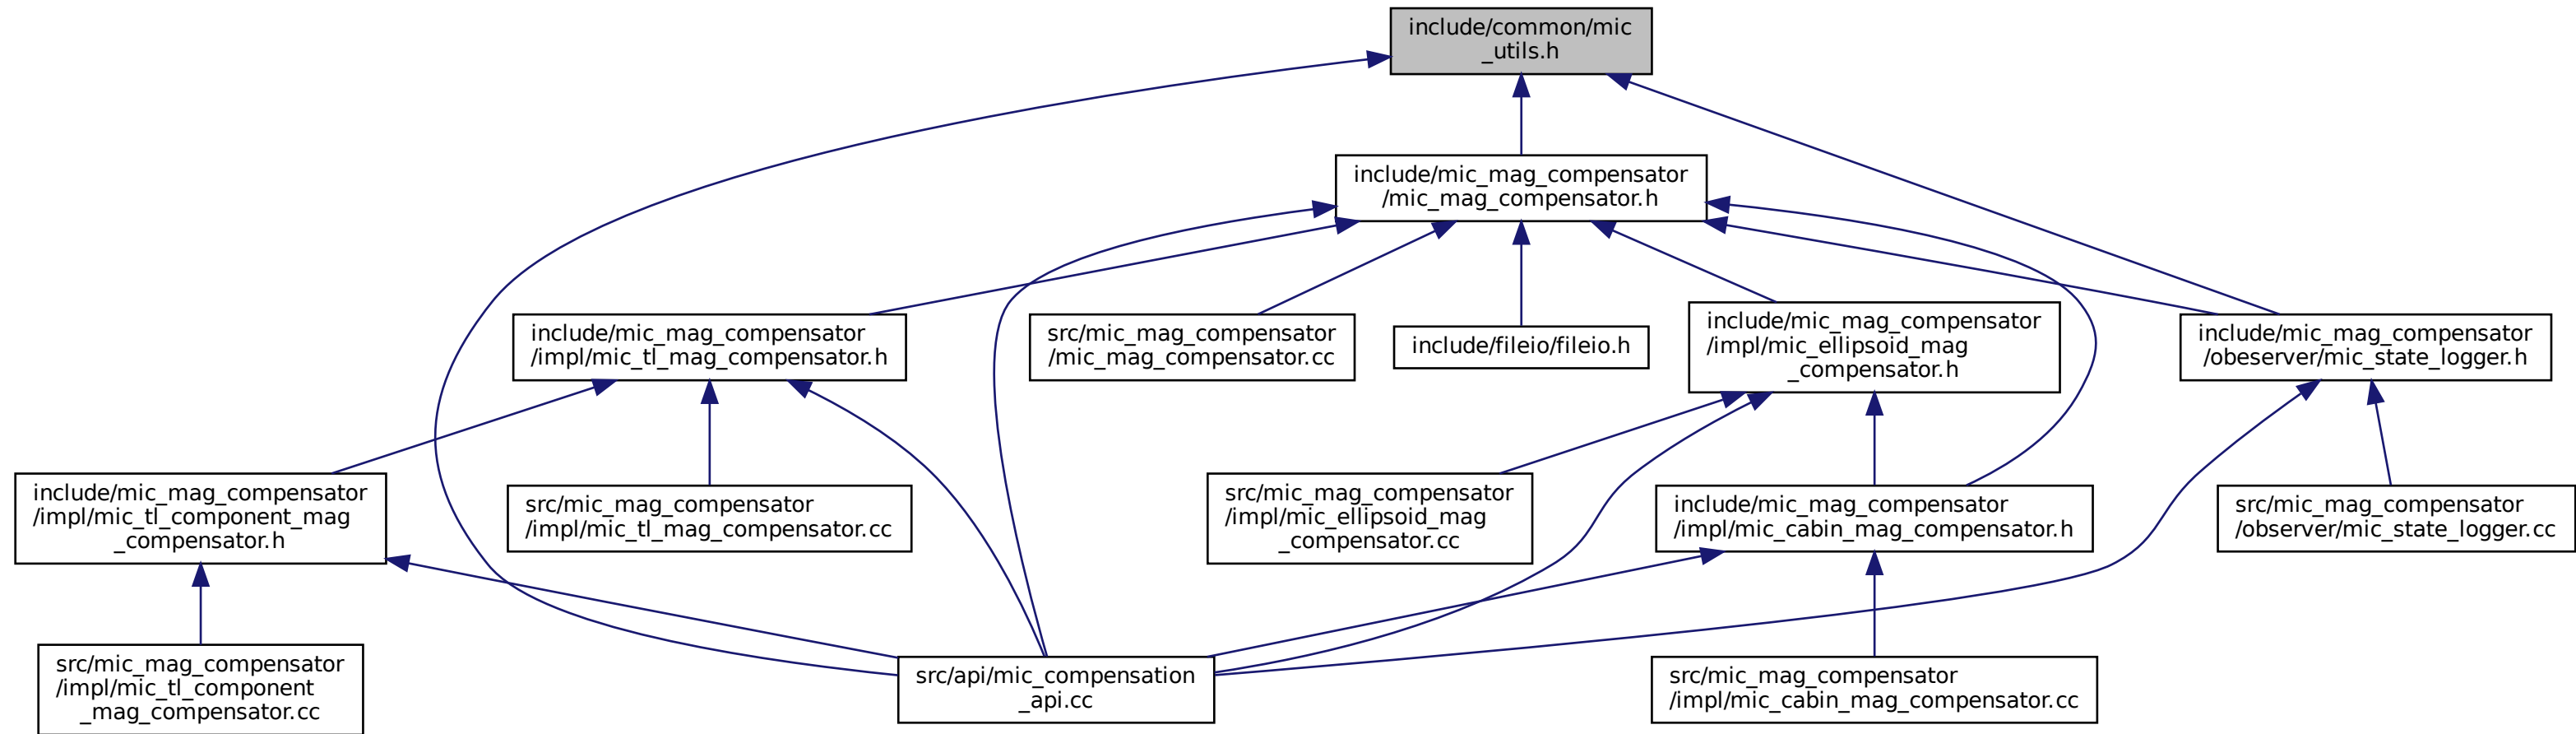 include/common/mic
_utils.h
include/mic_mag_compensator
/mic_mag_compensator.h
include/mic_mag_compensator
/impl/mic_tl_mag_compensator.h
src/mic_mag_compensator
/mic_mag_compensator.cc
include/fileio/fileio.h
include/mic_mag_compensator
/impl/mic_ellipsoid_mag
_compensator.h
include/mic_mag_compensator
/obeserver/mic_state_logger.h
include/mic_mag_compensator
/impl/mic_tl_component_mag
_compensator.h
src/mic_mag_compensator
/impl/mic_tl_mag_compensator.cc
src/mic_mag_compensator
/impl/mic_ellipsoid_mag
_compensator.cc
include/mic_mag_compensator
/impl/mic_cabin_mag_compensator.h
src/mic_mag_compensator
/observer/mic_state_logger.cc
src/mic_mag_compensator
/impl/mic_tl_component
_mag_compensator.cc
src/api/mic_compensation
_api.cc
src/mic_mag_compensator
/impl/mic_cabin_mag_compensator.cc